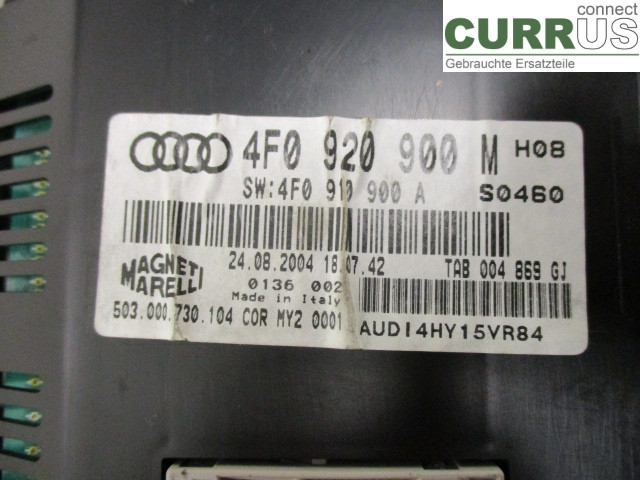 connect
CURRUS
Gebrauchte Ersatzteile
4F0 920 900 M H08
SW:4F0 910 900 A S0460
24.08.2004 18.07.42 TAB 004 869 GJ
MAGNETI MARELLI
0136 002
Made in Italy
503.000.730.104 COR MY2 0001
AUDI4HY15VR84